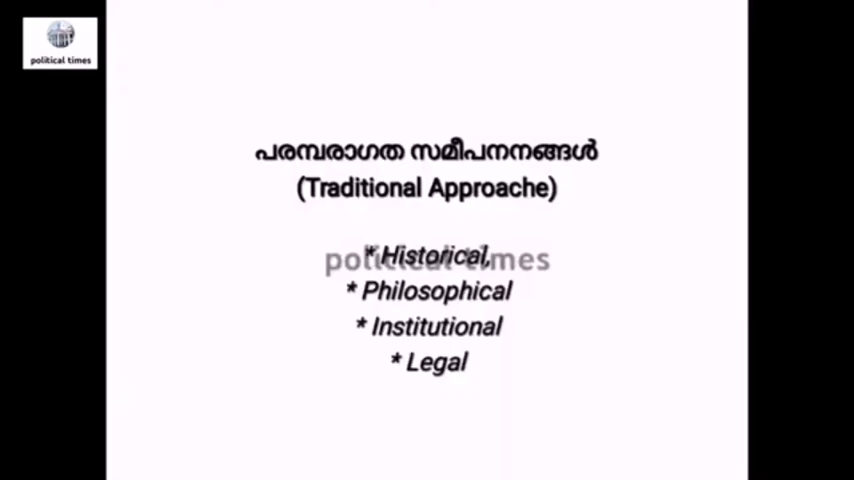 political times
പരമ്പരാഗത സമീപനനങ്ങൾ
(Traditional Approache)
* Historical,
political times
* Philosophical
* Institutional
* Legal